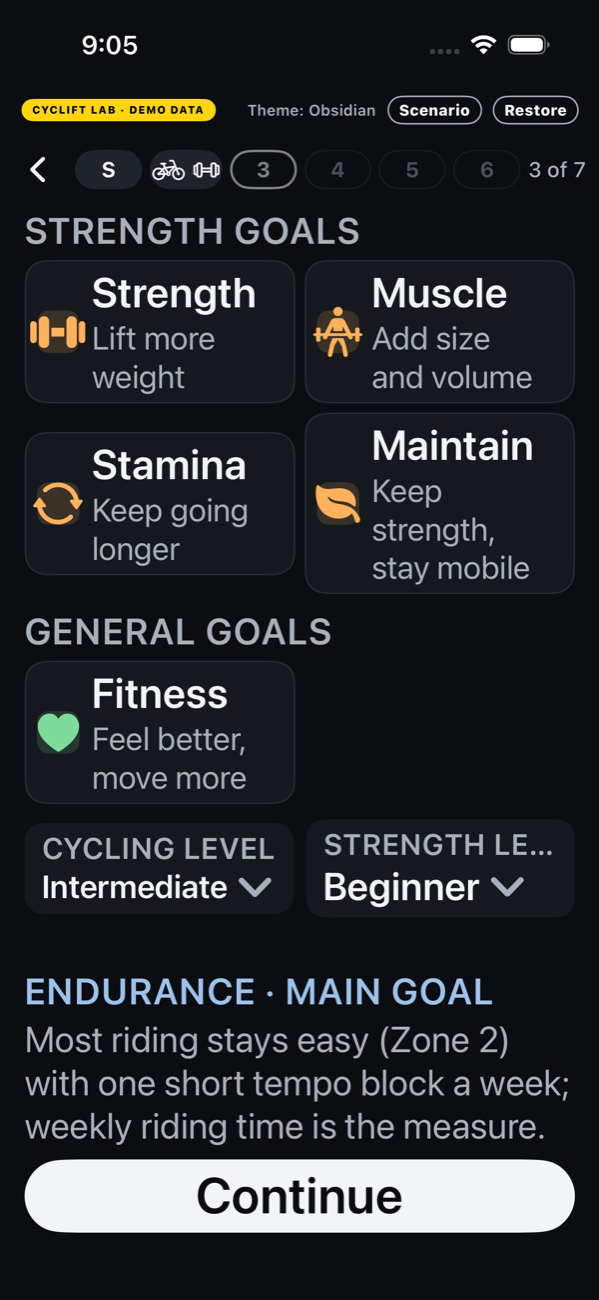 9:05
CYCLIFT LAB · DEMO DATA
Theme: Obsidian
Scenario
Restore
S
3
4
5
6
3 of 7
STRENGTH GOALS
Strength
Lift more
weight
Muscle
Add size
and volume
Stamina
Keep going
longer
Maintain
Keep
strength,
stay mobile
GENERAL GOALS
Fitness
Feel better,
move more
CYCLING LEVEL
Intermediate
STRENGTH LE...
Beginner
ENDURANCE · MAIN GOAL
Most riding stays easy (Zone 2)
with one short tempo block a week;
weekly riding time is the measure.
Continue